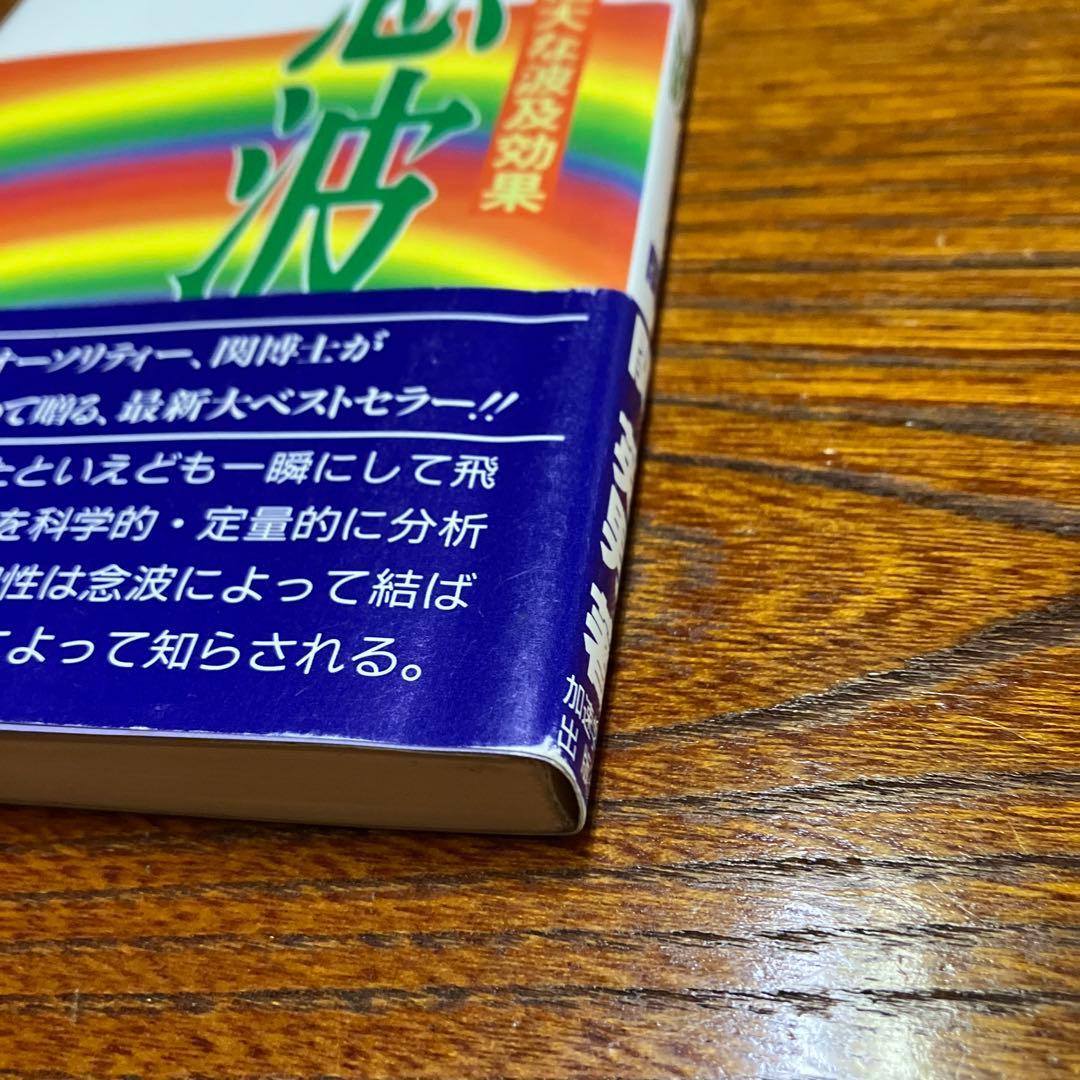 念波
大な波及効果
オーソリティー、関博士が
って贈る、最新大ベストセラー!!
たといえども一瞬にして飛
を科学的・定量的に分析
性は念波によって結ば
よって知らされる。
加速
出